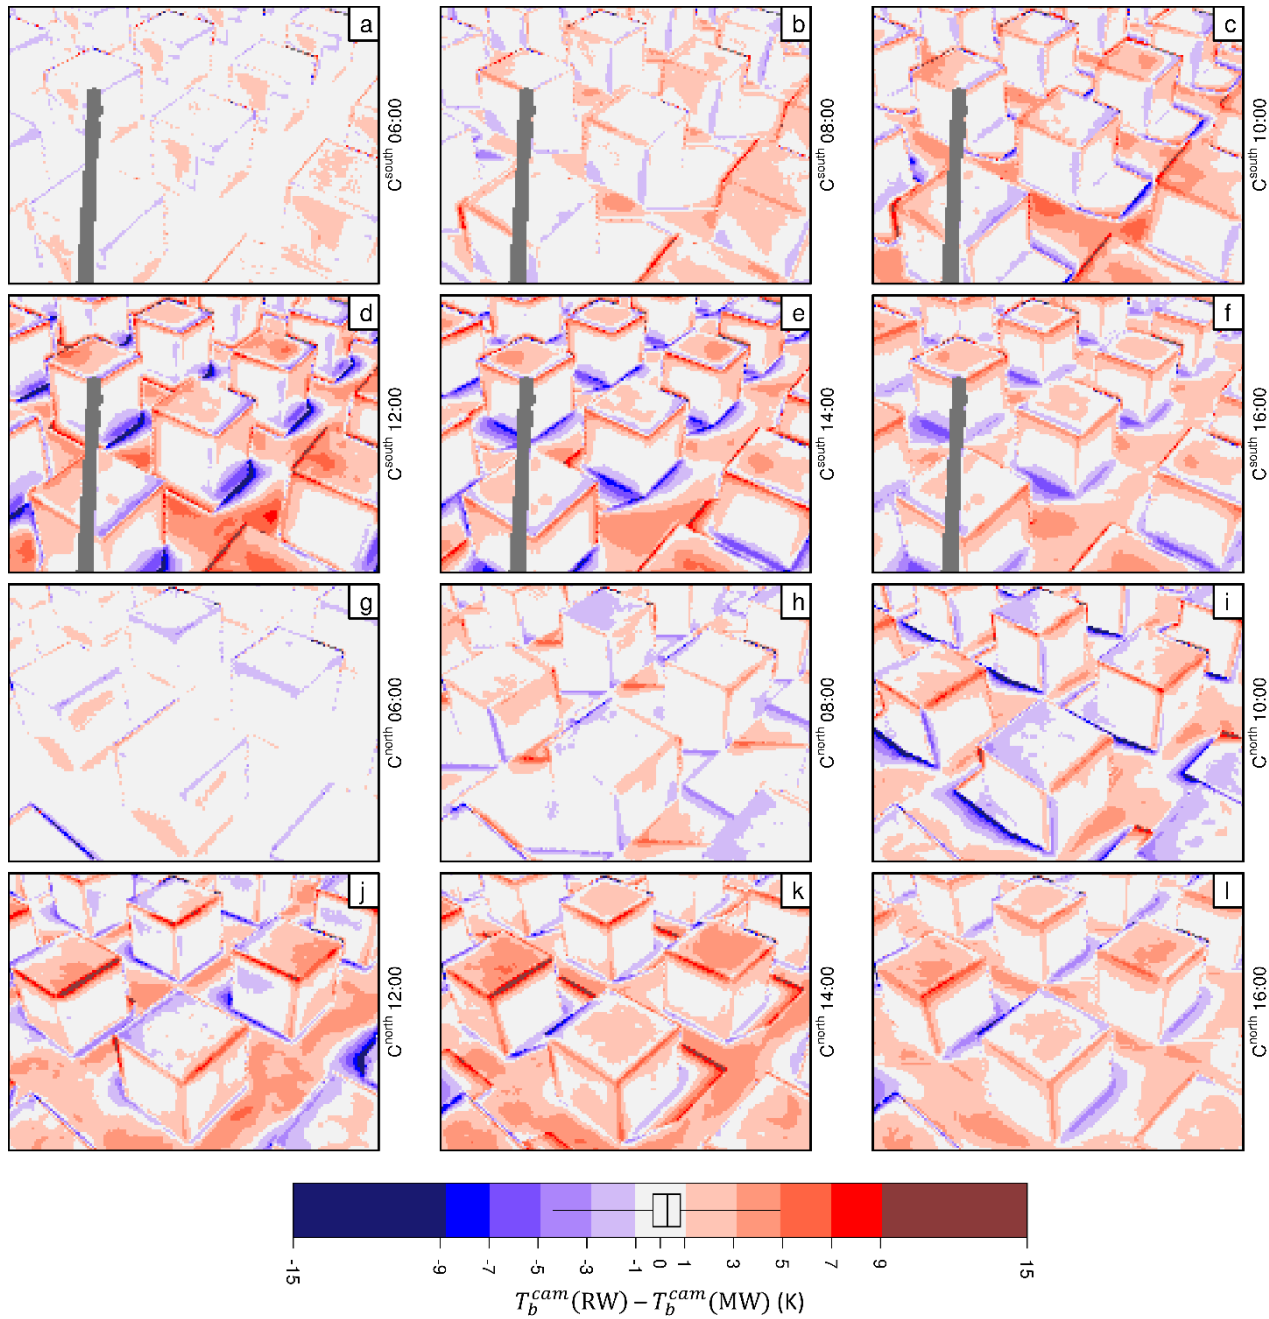 a
C^south 06:00
b
C^south 08:00
c
C^south 10:00
d
C^south 12:00
e
C^south 14:00
f
C^south 16:00
g
C^north 06:00
h
C^north 08:00
i
C^north 10:00
j
C^north 12:00
k
C^north 14:00
l
C^north 16:00
-15 -9 -7 -5 -3 -1 0 1 3 5 7 9 15
T_b^cam(RW) − T_b^cam(MW) (K)